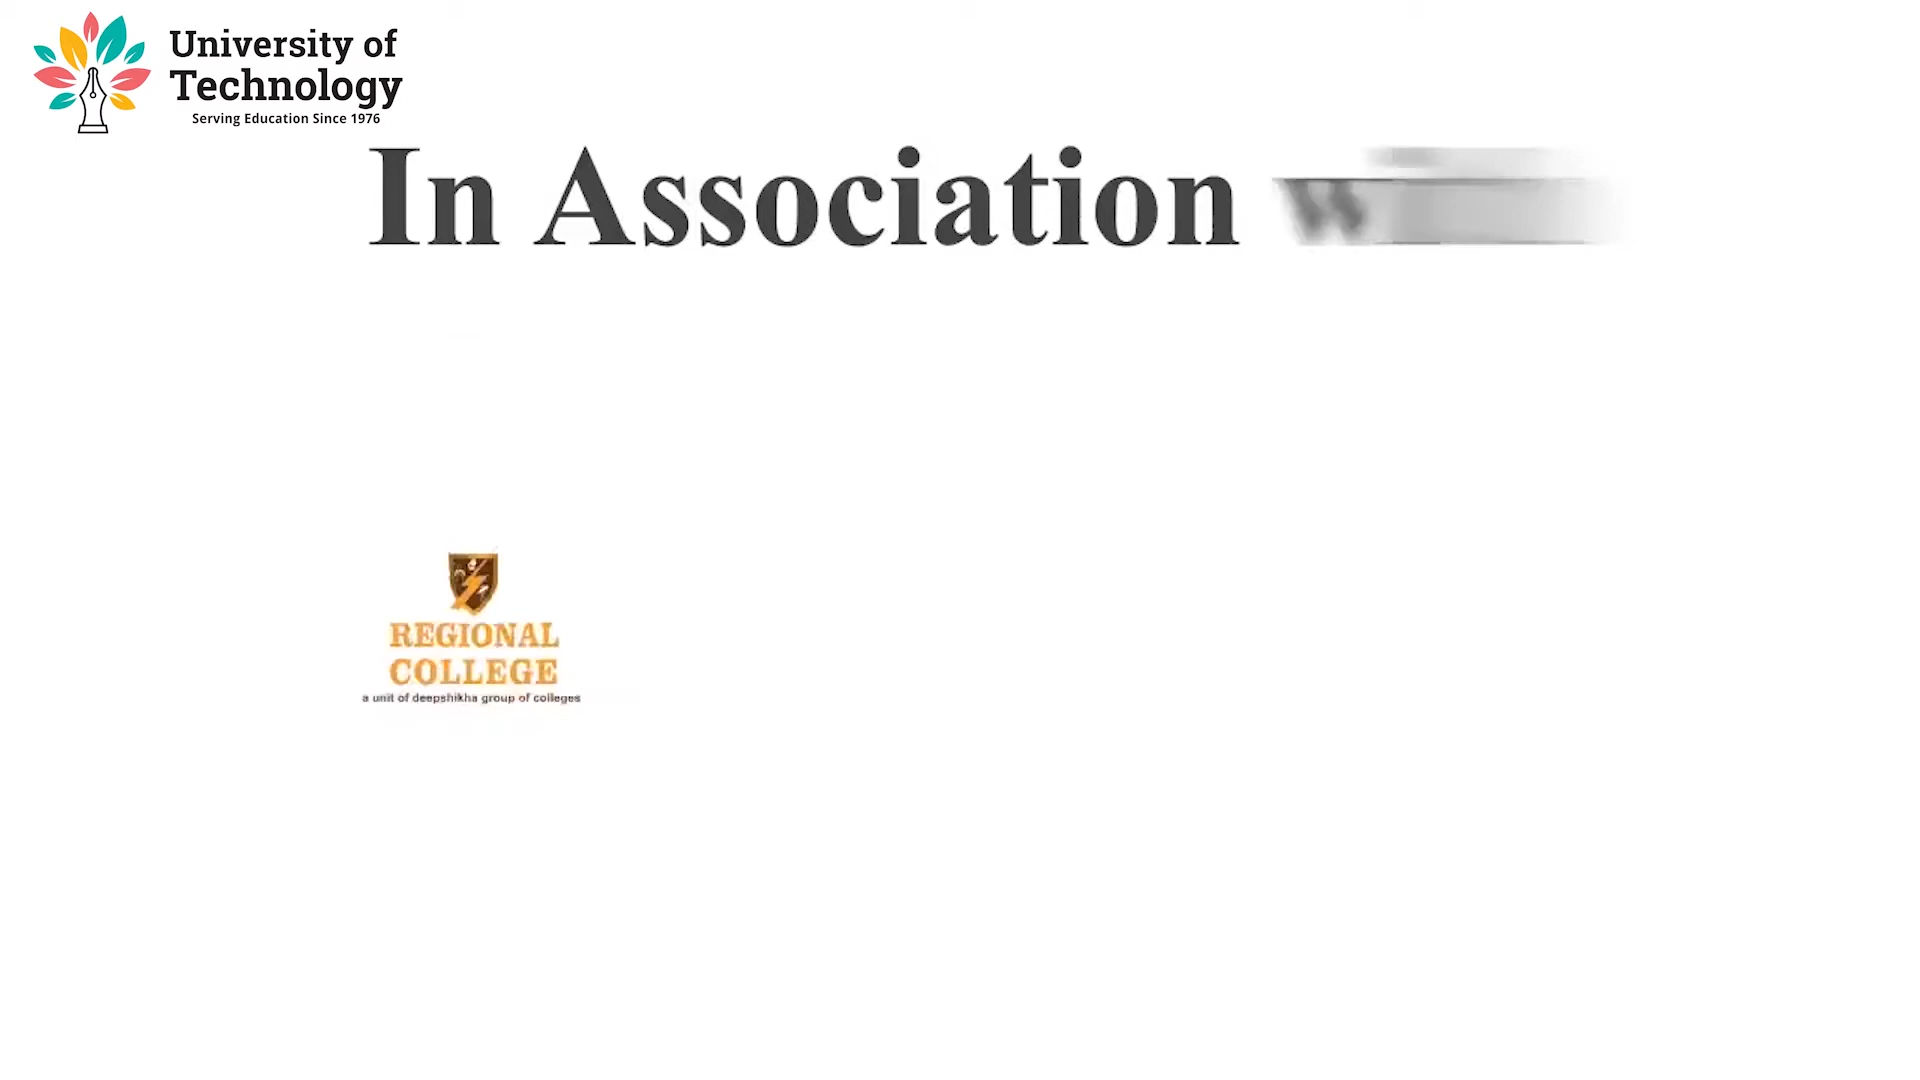 University of
Technology
Serving Education Since 1976
In Association
REGIONAL
COLLEGE
a unit of deepshikha group of colleges